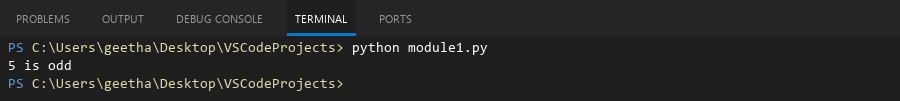 PROBLEMS OUTPUT DEBUG CONSOLE TERMINAL PORTS
PS C:\Users\geetha\Desktop\VSCodeProjects> python module1.py
5 is odd
PS C:\Users\geetha\Desktop\VSCodeProjects>